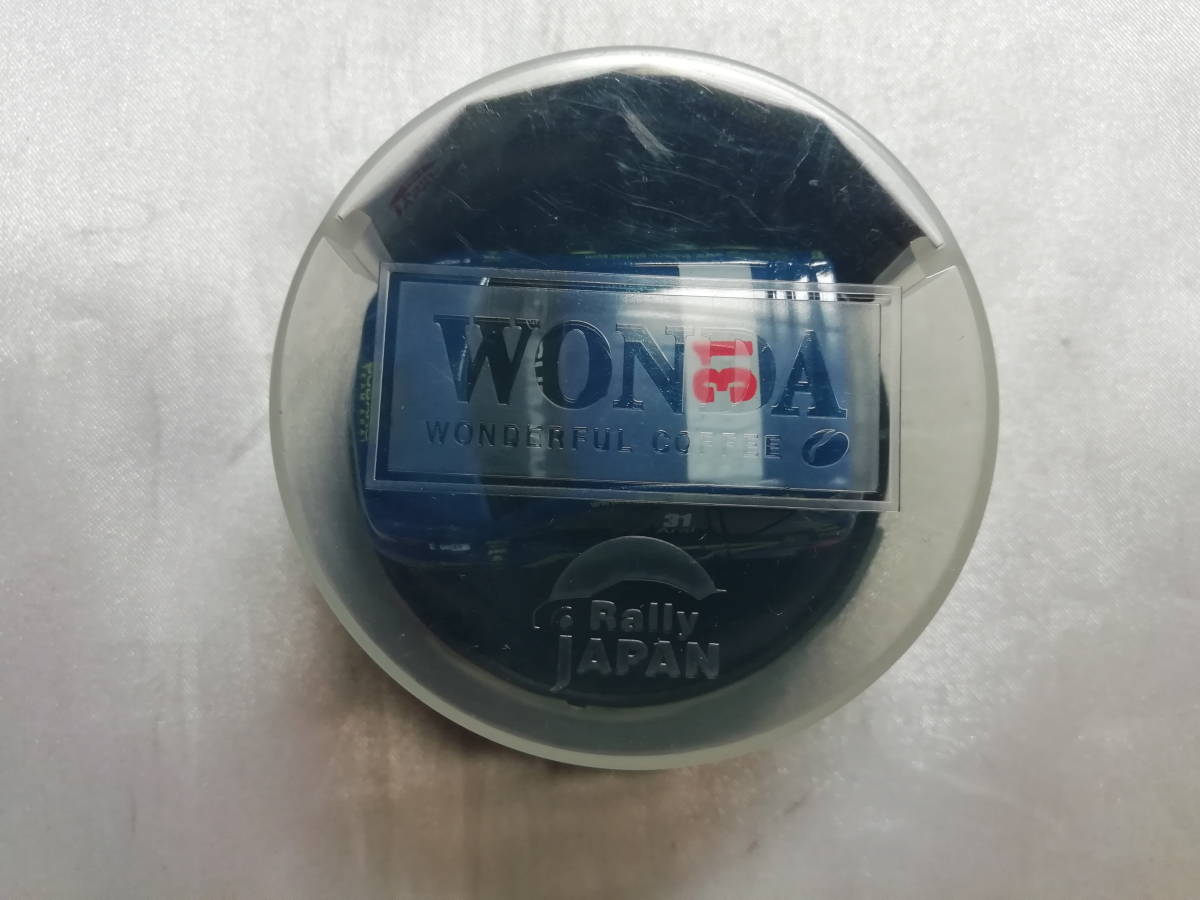 WONDA
31
WONDERFUL COFFEE
31
Rally
JAPAN